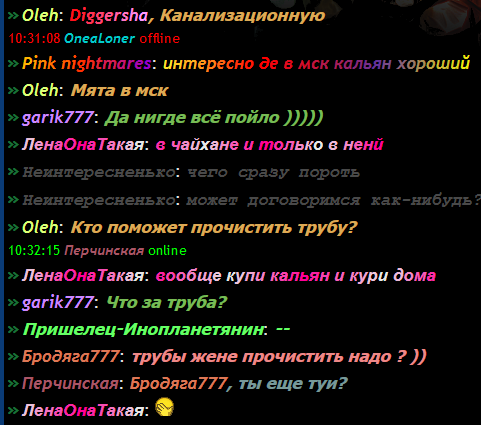 » Oleh: Diggersha, Канализационную
10:31:08 OneaLoner offline
» Pink nightmares: интересно де в мск кальян хороший
» Oleh: Мята в мск
» garik777: Да нигде всё пойло )))))
» ЛенаОнаТакая: в чайхане и только в ненй
» Неинтересненько: чего сразу пороть
» Неинтересненько: может договоримся как-нибудь?
» Oleh: Кто поможет прочистить трубу?
10:32:15 Перчинская online
» ЛенаОнаТакая: вообще купи кальян и кури дома
» garik777: Что за труба?
» Пришелец-Инопланетянин: --
» Бродяга777: трубы жене прочистить надо ? ))
» Перчинская: Бродяга777, ты еще туи?
» ЛенаОнаТакая: